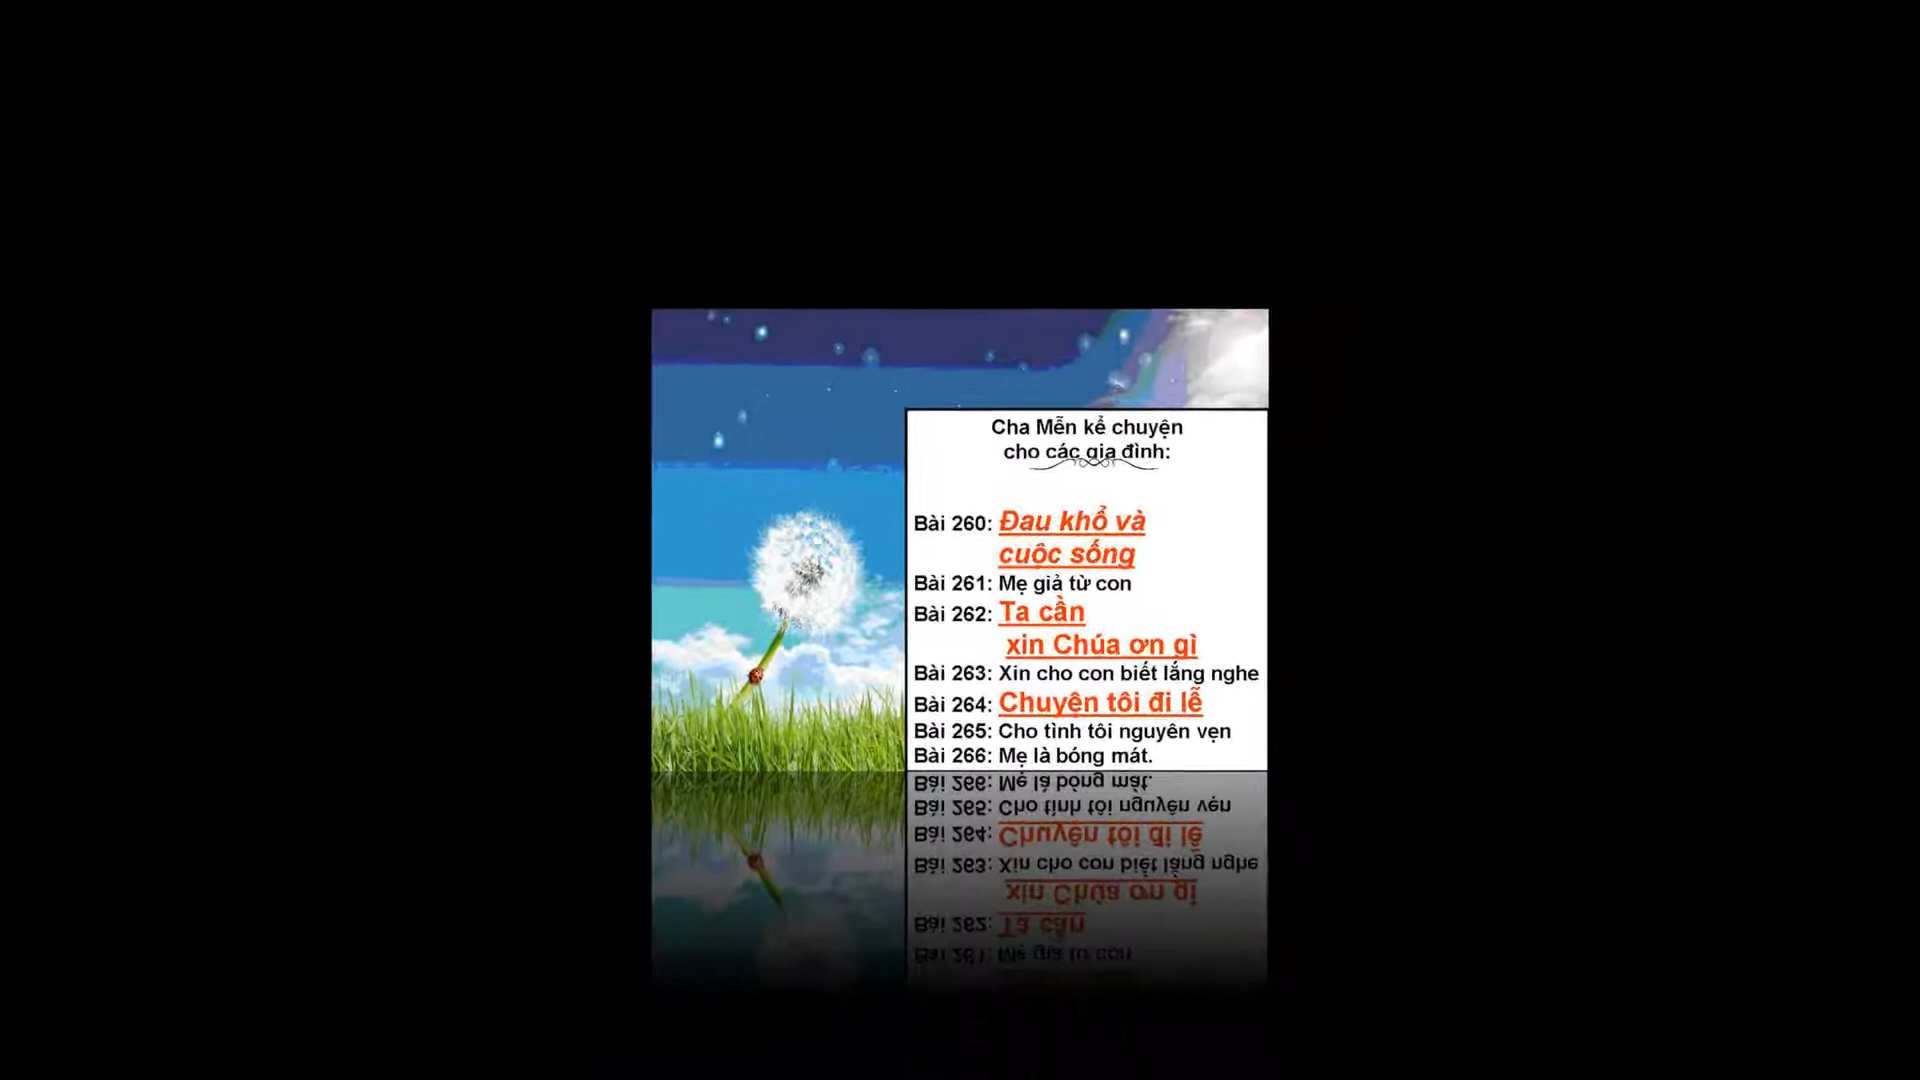 Cha Mễn kể chuyện
cho các gia đình:
Bài 260: Đau khổ và
cuộc sống
Bài 261: Mẹ giả từ con
Bài 262: Ta cần
xin Chúa ơn gì
Bài 263: Xin cho con biết lắng nghe
Bài 264: Chuyện tôi đi lễ
Bài 265: Cho tình tôi nguyên vẹn
Bài 266: Mẹ là bóng mát.